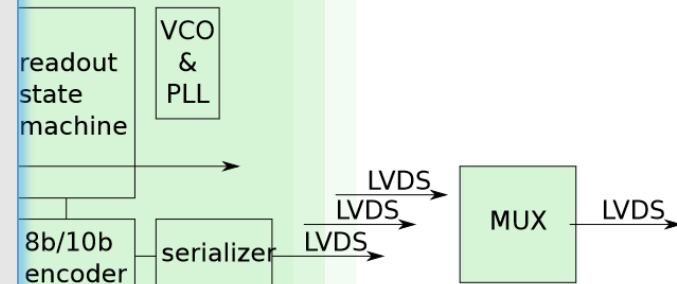 readout
state
machine
VCO
&
PLL
LVDS
LVDS
LVDS
MUX
LVDS
8b/10b
encoder
serializer